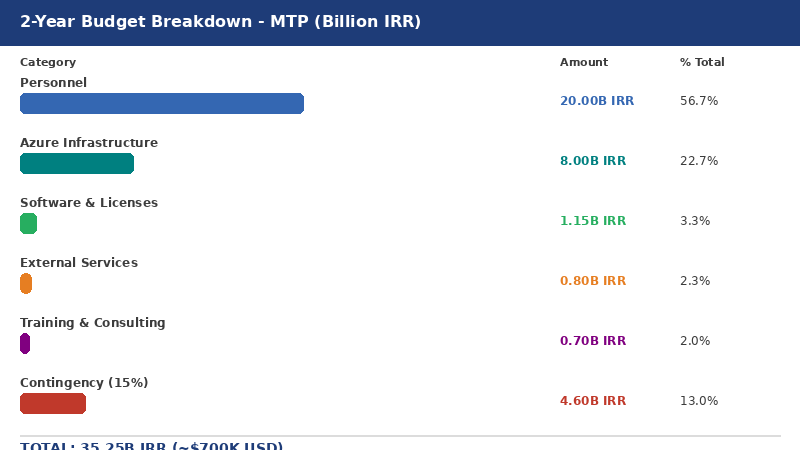 2-Year Budget Breakdown - MTP (Billion IRR)
Category Amount % Total
Personnel
20.00B IRR 56.7%
Azure Infrastructure
8.00B IRR 22.7%
Software & Licenses
1.15B IRR 3.3%
External Services
0.80B IRR 2.3%
Training & Consulting
0.70B IRR 2.0%
Contingency (15%)
4.60B IRR 13.0%
TOTAL: 35.25B IRR (~$700K USD)